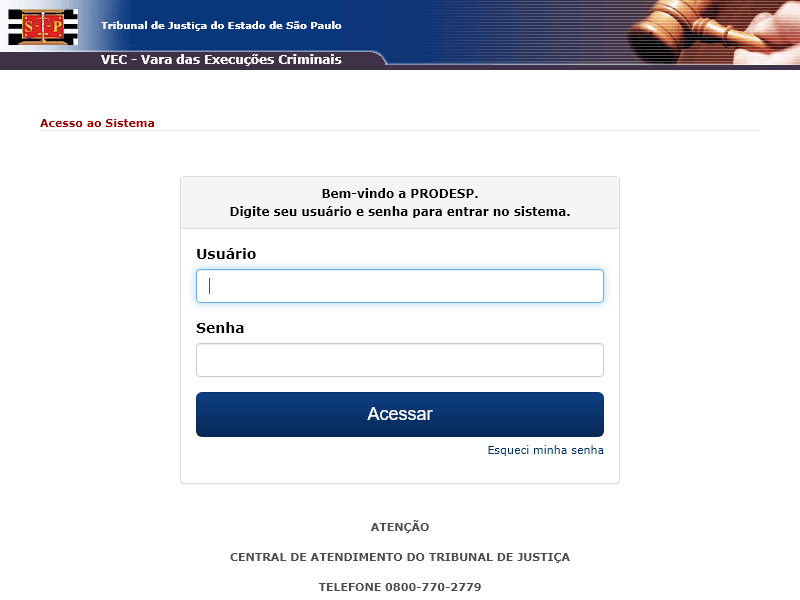 S P
Tribunal de Justiça do Estado de São Paulo
VEC - Vara das Execuções Criminais
Acesso ao Sistema
Bem-vindo a PRODESP.
Digite seu usuário e senha para entrar no sistema.
Usuário
Senha
Acessar
Esqueci minha senha
ATENÇÃO
CENTRAL DE ATENDIMENTO DO TRIBUNAL DE JUSTIÇA
TELEFONE 0800-770-2779